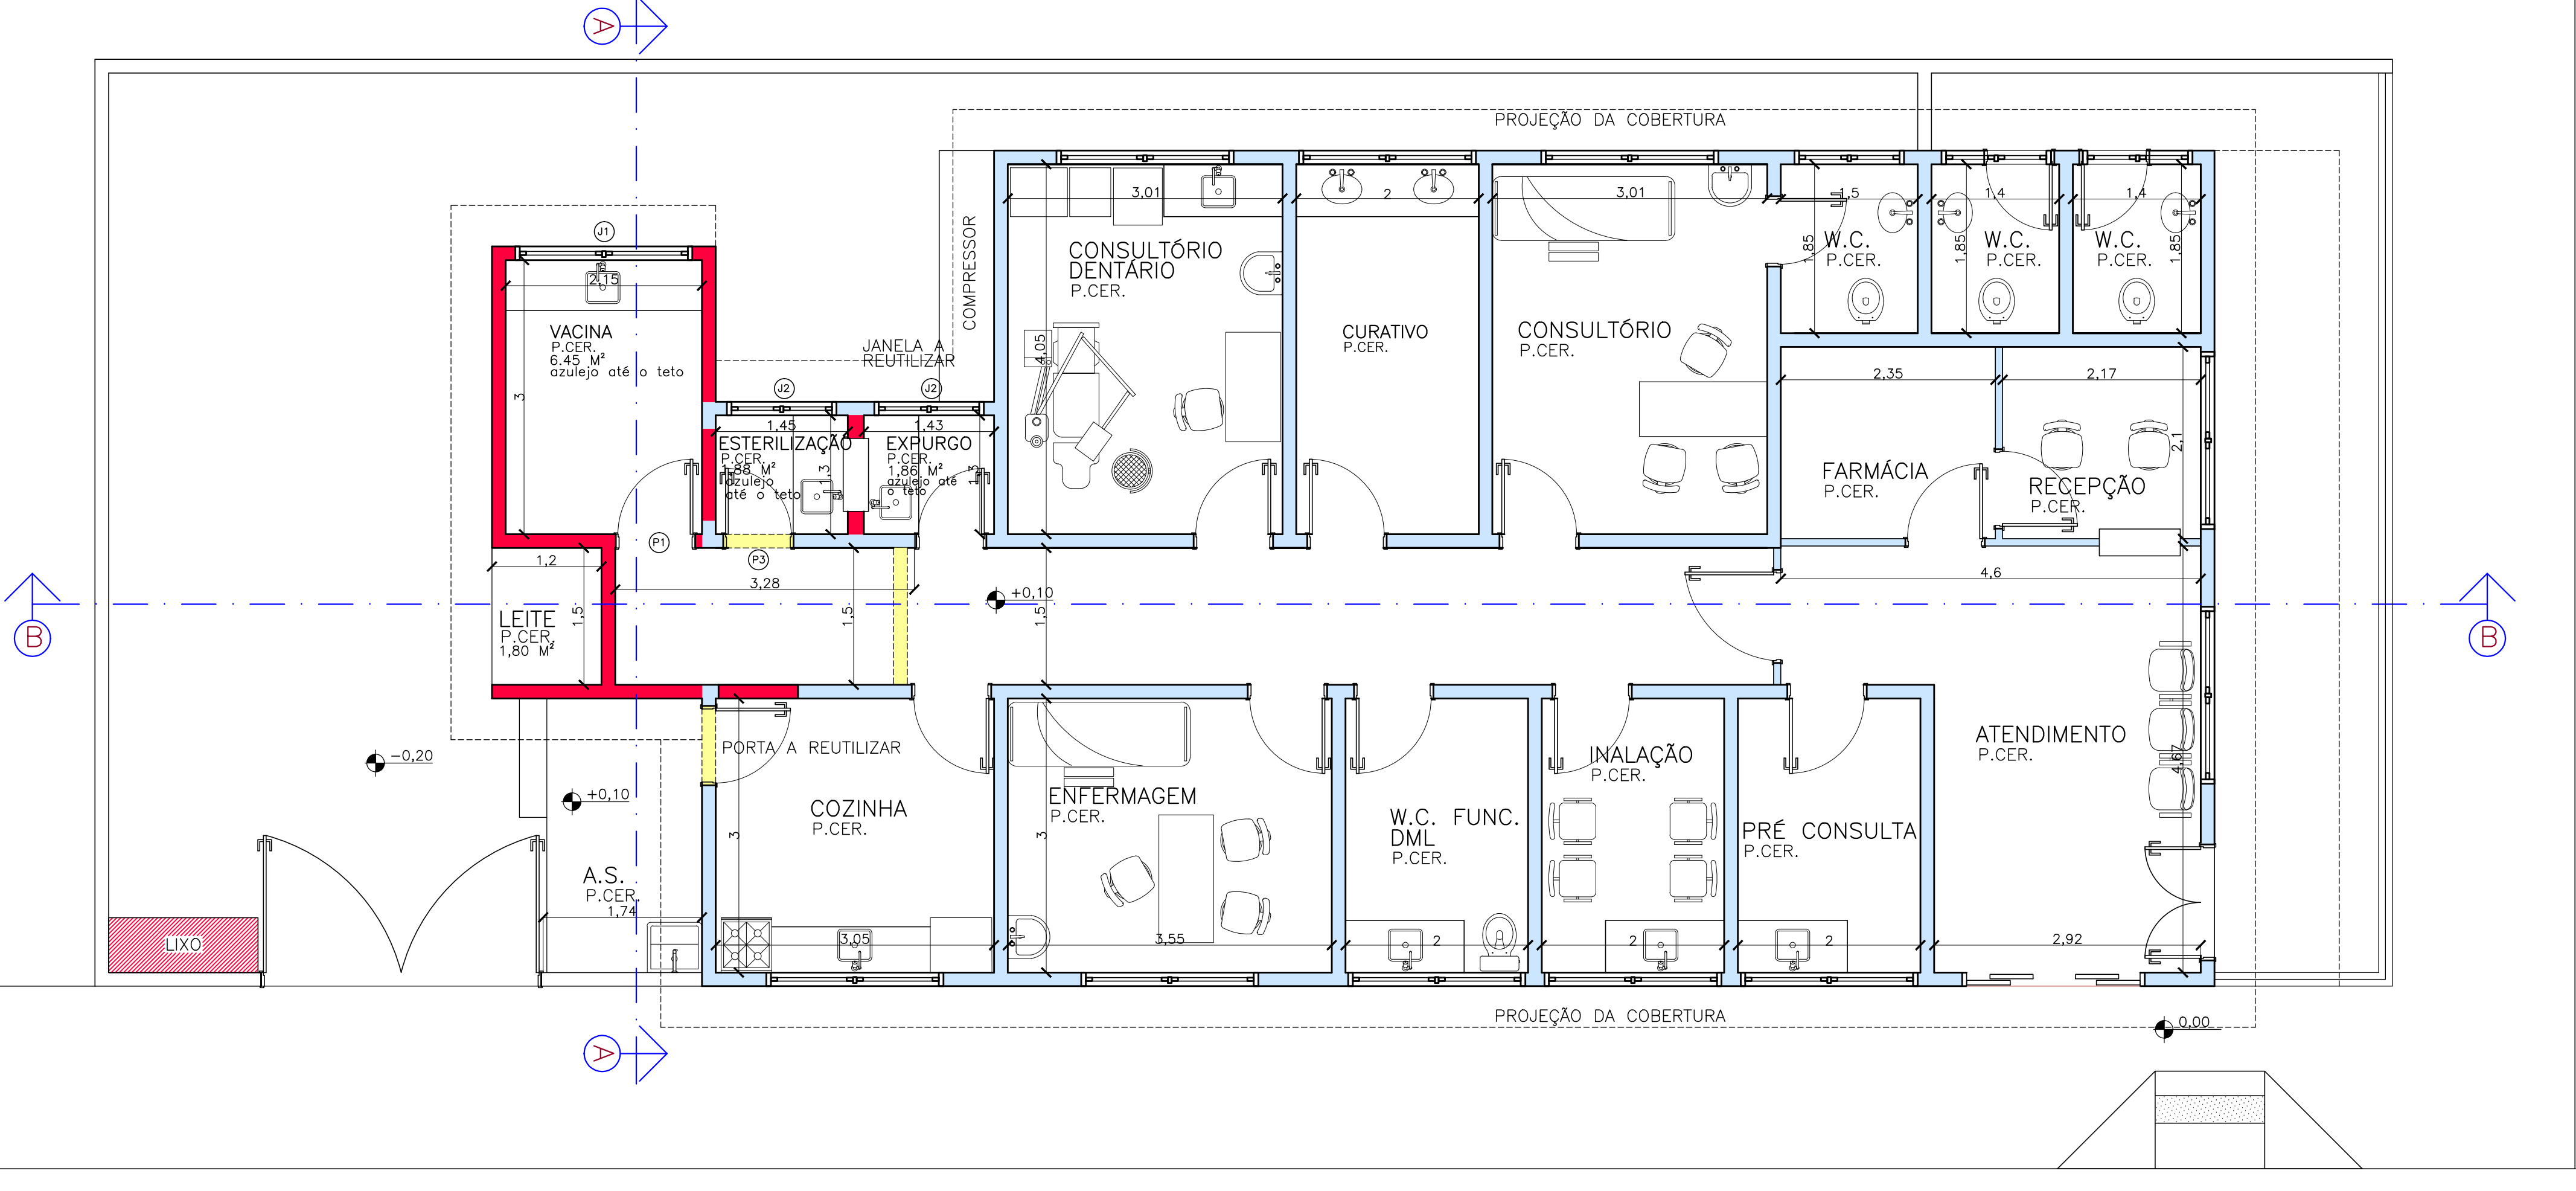 A
PROJEÇÃO DA COBERTURA
J1
2,15
VACINA
P.CER.
6.45 M²
azulejo até o teto
3
P1
COMPRESSOR
JANELA A
REUTILIZAR
J2
J2
1,45
ESTERILIZAÇÃO
P.CER.
1,88 M²
azulejo
até o teto
1,3
P3
1,43
EXPURGO
P.CER.
1,86 M²
azulejo até
o teto
1,3
3,01
CONSULTÓRIO
DENTÁRIO
P.CER.
4,05
2
CURATIVO
P.CER.
3,01
CONSULTÓRIO
P.CER.
1,5
W.C.
P.CER.
1,85
1,4
W.C.
P.CER.
1,85
1,4
W.C.
P.CER.
1,85
2,35
FARMÁCIA
P.CER.
2,17
RECEPÇÃO
P.CER.
2,1
1,2
LEITE
P.CER.
1,80 M²
1,5
3,28
1,5
+0,10
1,5
4,6
B
B
-0,20
+0,10
A.S.
P.CER.
1,74
LIXO
PORTA A REUTILIZAR
COZINHA
P.CER.
3
3,05
ENFERMAGEM
P.CER.
3
3,55
W.C. FUNC.
DML
P.CER.
2
INALAÇÃO
P.CER.
2
PRÉ CONSULTA
P.CER.
2
ATENDIMENTO
P.CER.
4,67
2,92
PROJEÇÃO DA COBERTURA
0,00
A